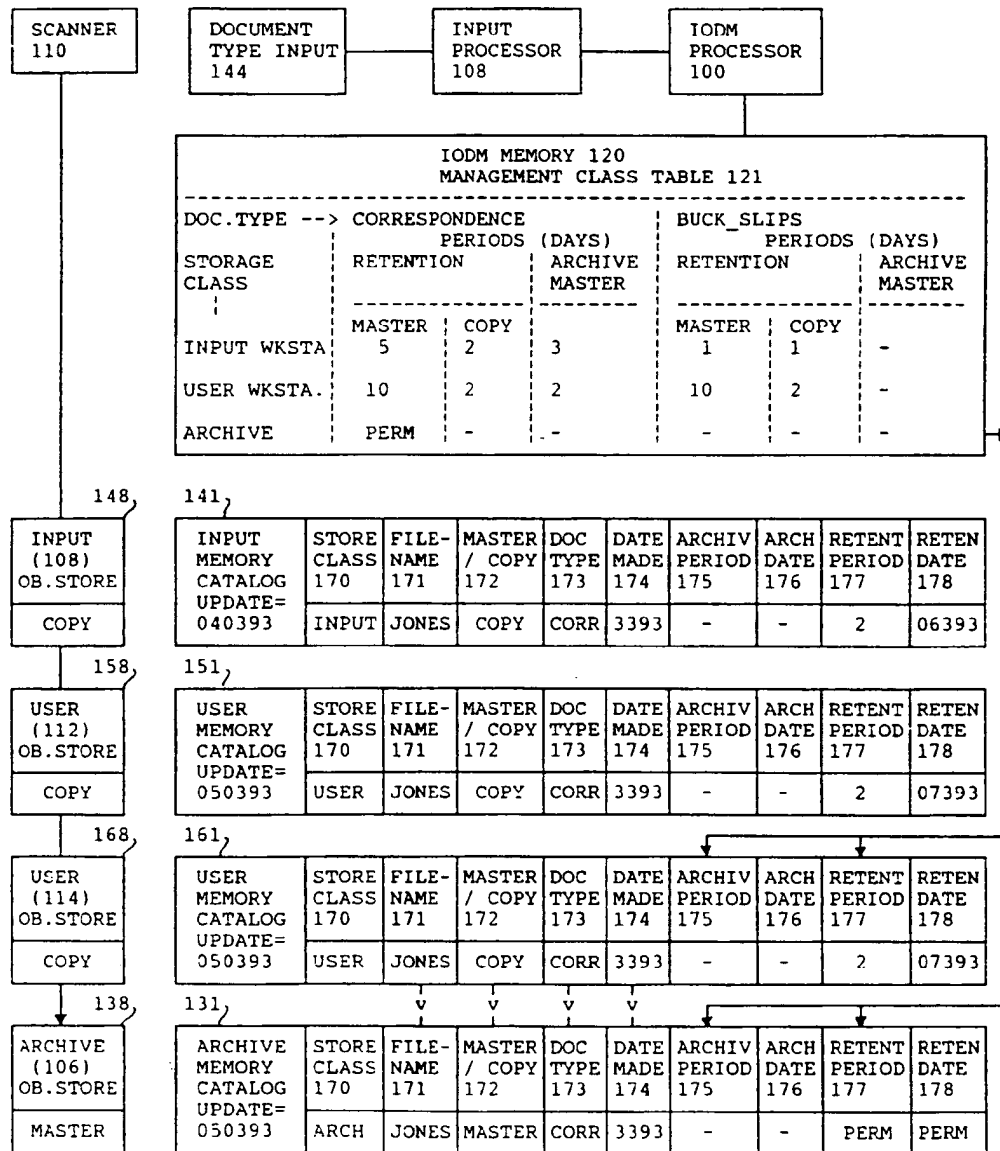 SCANNER
110
DOCUMENT
TYPE INPUT
144
INPUT
PROCESSOR
108
IODM
PROCESSOR
100
IODM MEMORY 120
MANAGEMENT CLASS TABLE 121
DOC.TYPE --> CORRESPONDENCE BUCK_SLIPS
PERIODS (DAYS) PERIODS (DAYS)
STORAGE RETENTION ARCHIVE RETENTION ARCHIVE
CLASS MASTER MASTER
MASTER COPY MASTER COPY
INPUT WKSTA 5 2 3 1 1 -
USER WKSTA. 10 2 2 10 2 -
ARCHIVE PERM - - - - -
148 141
INPUT
(108)
OB.STORE
COPY
INPUT STORE FILE- MASTER DOC DATE ARCHIV ARCH RETENT RETEN
MEMORY CLASS NAME / COPY TYPE MADE PERIOD DATE PERIOD DATE
CATALOG 170 171 172 173 174 175 176 177 178
UPDATE=
040393 INPUT JONES COPY CORR 3393 - - 2 06393
158 151
USER
(112)
OB.STORE
COPY
USER STORE FILE- MASTER DOC DATE ARCHIV ARCH RETENT RETEN
MEMORY CLASS NAME / COPY TYPE MADE PERIOD DATE PERIOD DATE
CATALOG 170 171 172 173 174 175 176 177 178
UPDATE=
050393 USER JONES COPY CORR 3393 - - 2 07393
168 161
USER
(114)
OB.STORE
COPY
USER STORE FILE- MASTER DOC DATE ARCHIV ARCH RETENT RETEN
MEMORY CLASS NAME / COPY TYPE MADE PERIOD DATE PERIOD DATE
CATALOG 170 171 172 173 174 175 176 177 178
UPDATE=
050393 USER JONES COPY CORR 3393 - - 2 07393
138 131
ARCHIVE
(106)
OB.STORE
MASTER
ARCHIVE STORE FILE- MASTER DOC DATE ARCHIV ARCH RETENT RETEN
MEMORY CLASS NAME / COPY TYPE MADE PERIOD DATE PERIOD DATE
CATALOG 170 171 172 173 174 175 176 177 178
UPDATE=
050393 ARCH JONES MASTER CORR 3393 - - PERM PERM